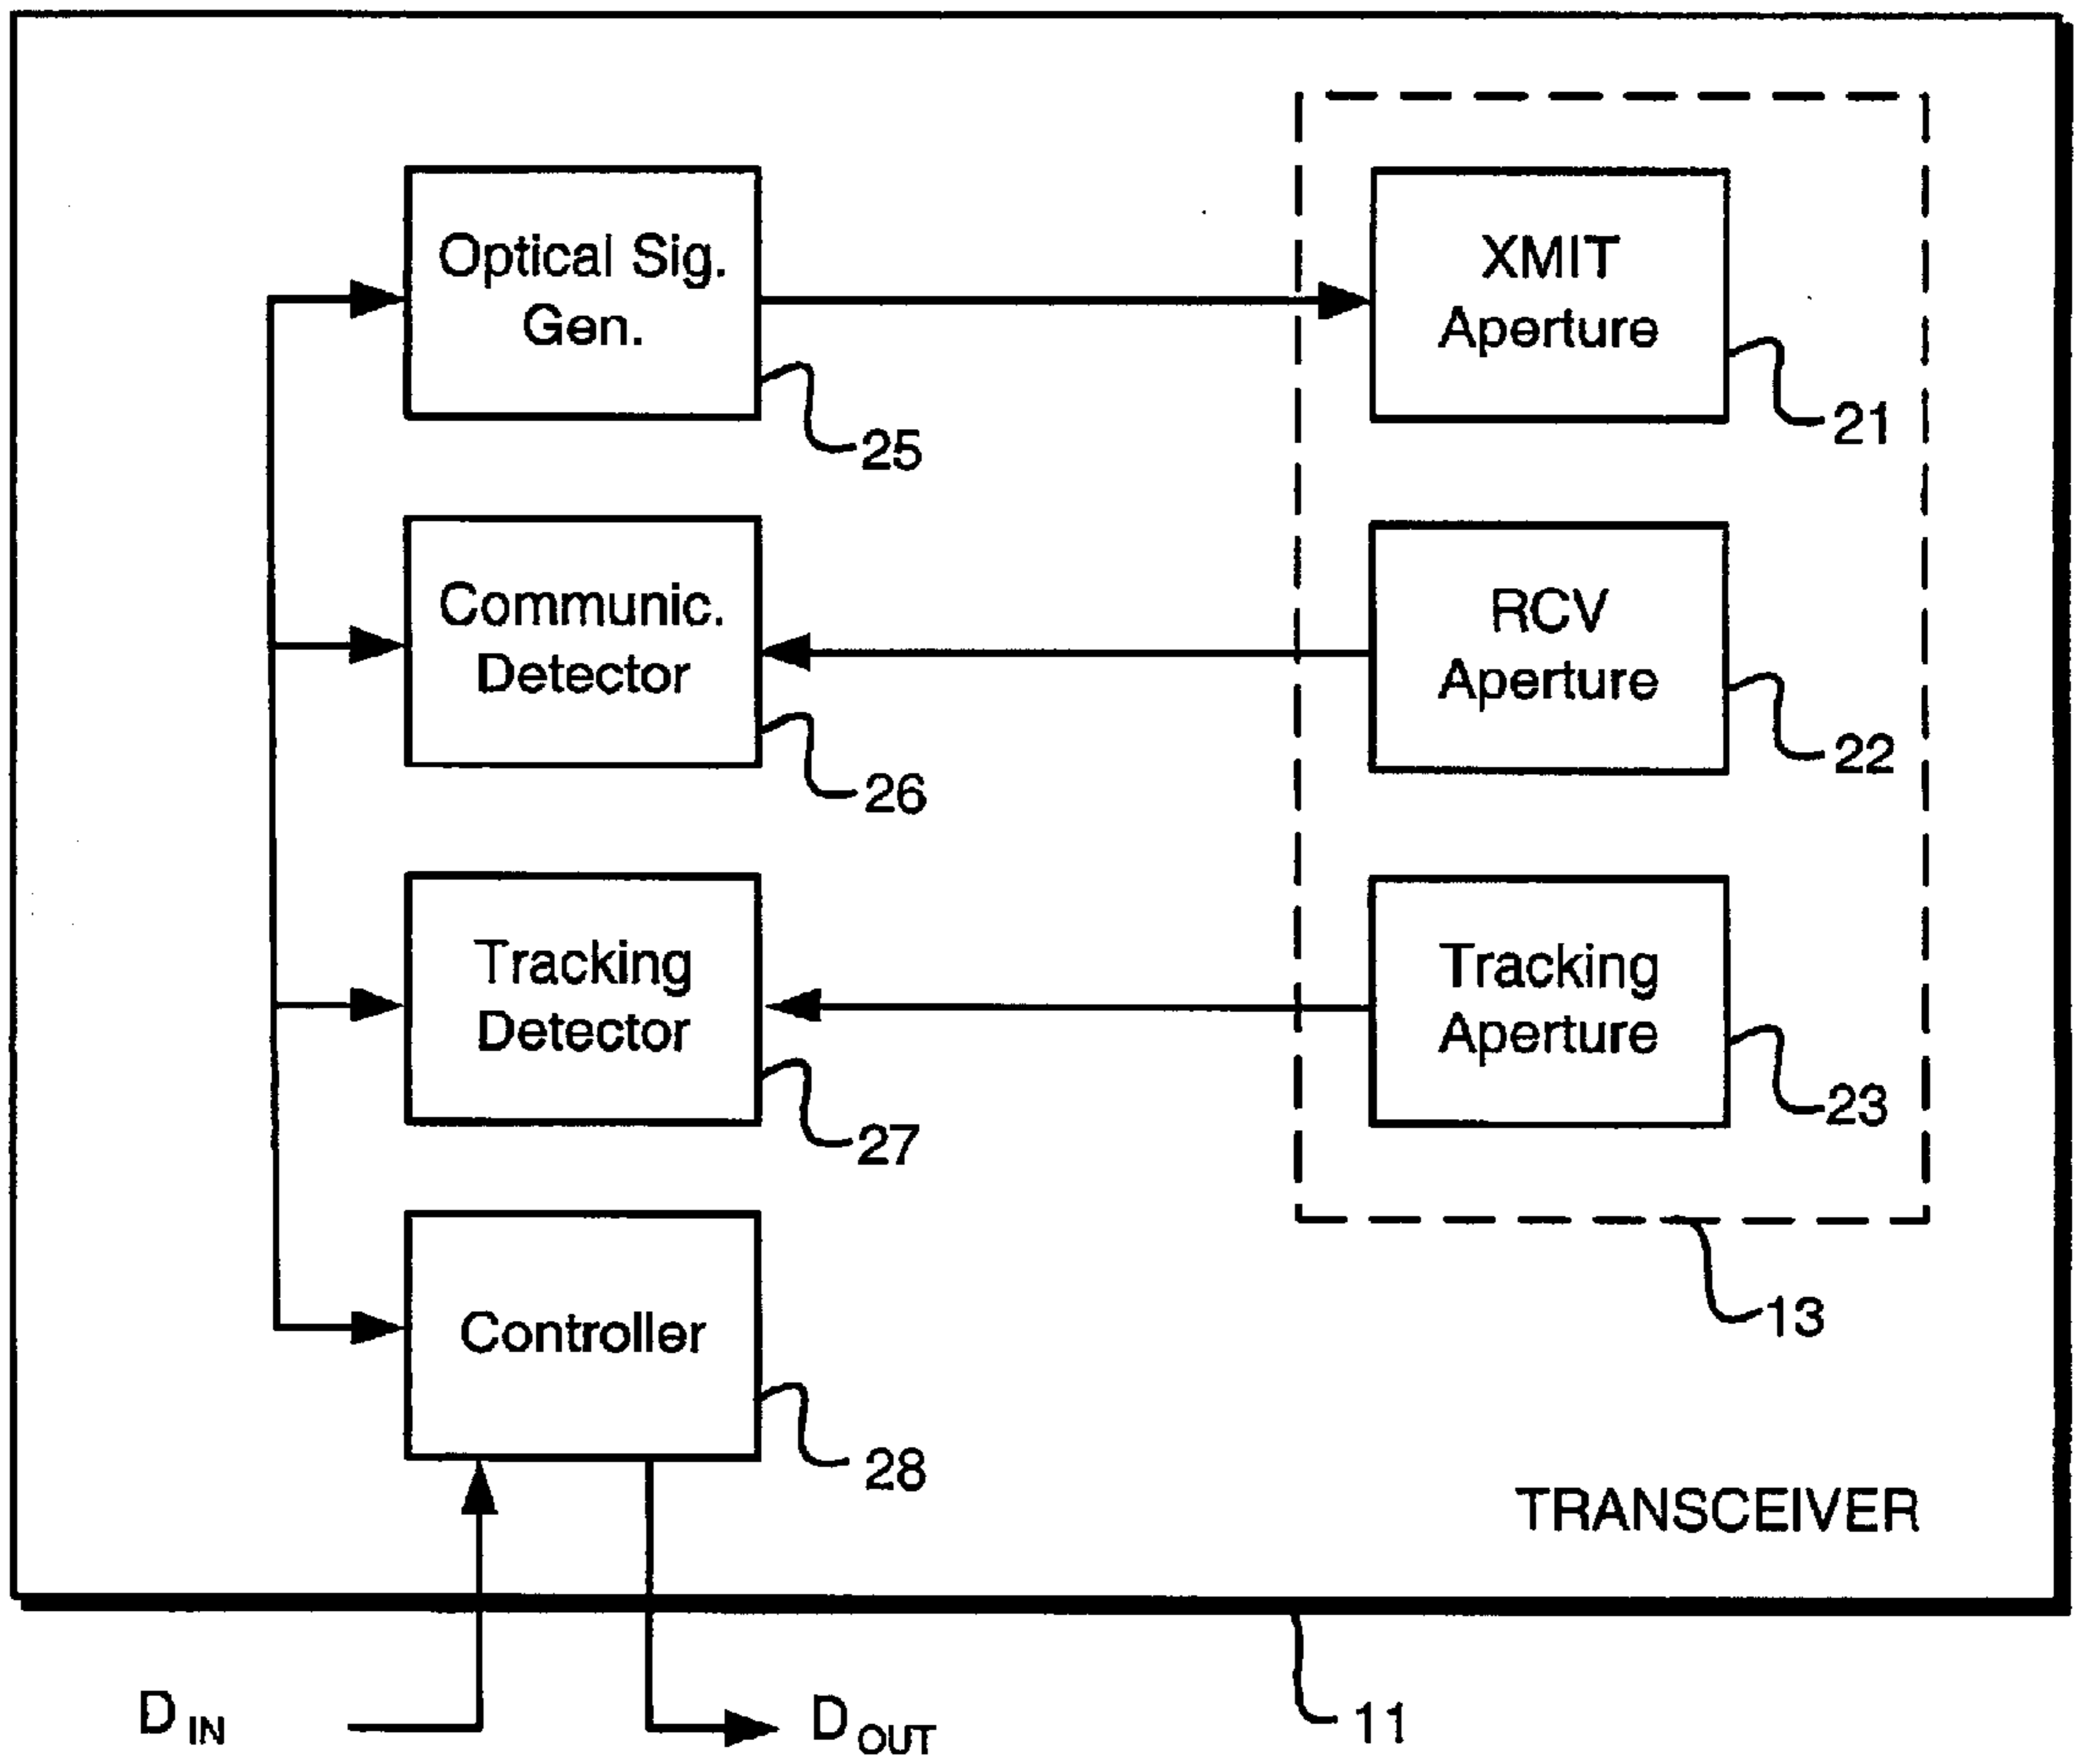 Optical Sig.
Gen.
25
XMIT
Aperture
21
Communic.
Detector
26
RCV
Aperture
22
Tracking
Detector
27
Tracking
Aperture
23
Controller
28
13
TRANSCEIVER
11
D IN
D OUT